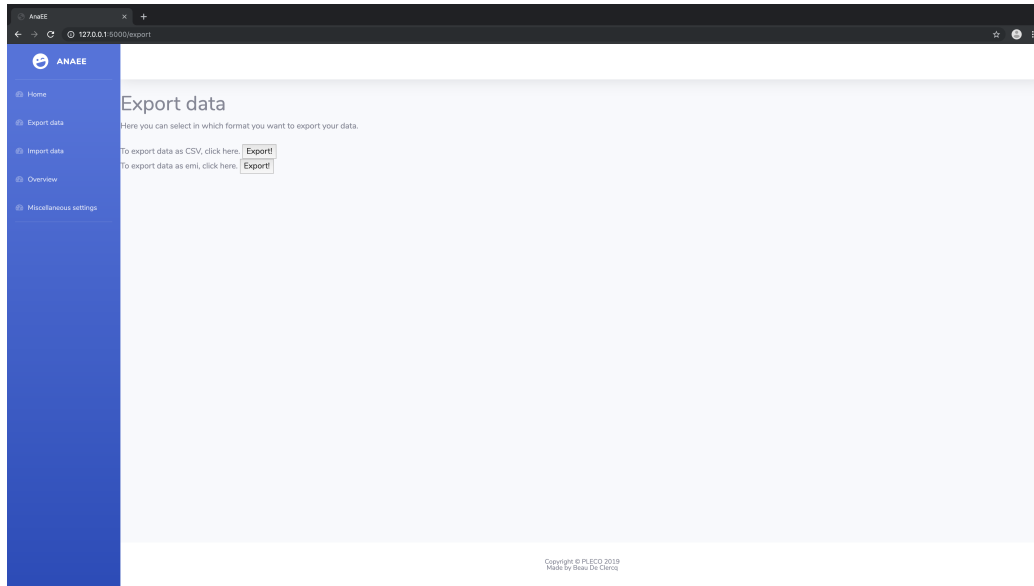 AnaEE
127.0.0.1:5000/export
ANAEE
Home
Export data
Import data
Overview
Miscellaneous settings
Export data
Here you can select in which format you want to export your data.
To export data as CSV, click here. Export!
To export data as emi, click here. Export!
Copyright © PLECO 2019
Made by Beau De Clercq